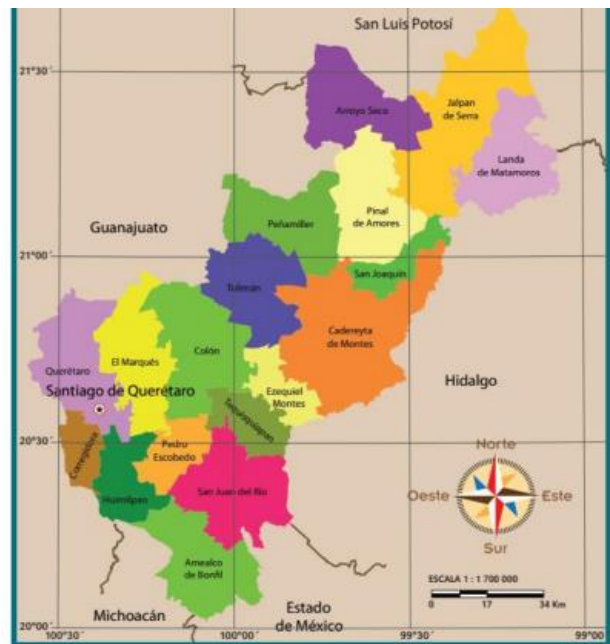 San Luis Potosí
21°30´
Arroyo Seco
Jalpan
de Serra
Landa
de Matamoros
Pinal
de Amores
Peñamiller
Guanajuato
21°00´
San Joaquín
Tolimán
Cadereyta
de Montes
Colón
El Marqués
Querétaro
Hidalgo
Santiago de Querétaro
Ezequiel
Montes
Tequisquiapan
20°30´
Corregidora
Pedro
Escobedo
Huimilpan
San Juan del Río
Norte
Oeste
Este
Sur
Amealco
de Bonfil
ESCALA 1 : 1 700 000
0 17 34 Km
Michoacán
Estado
de México
20°00´
100°30´ 100°00´ 99°30´ 99°00´